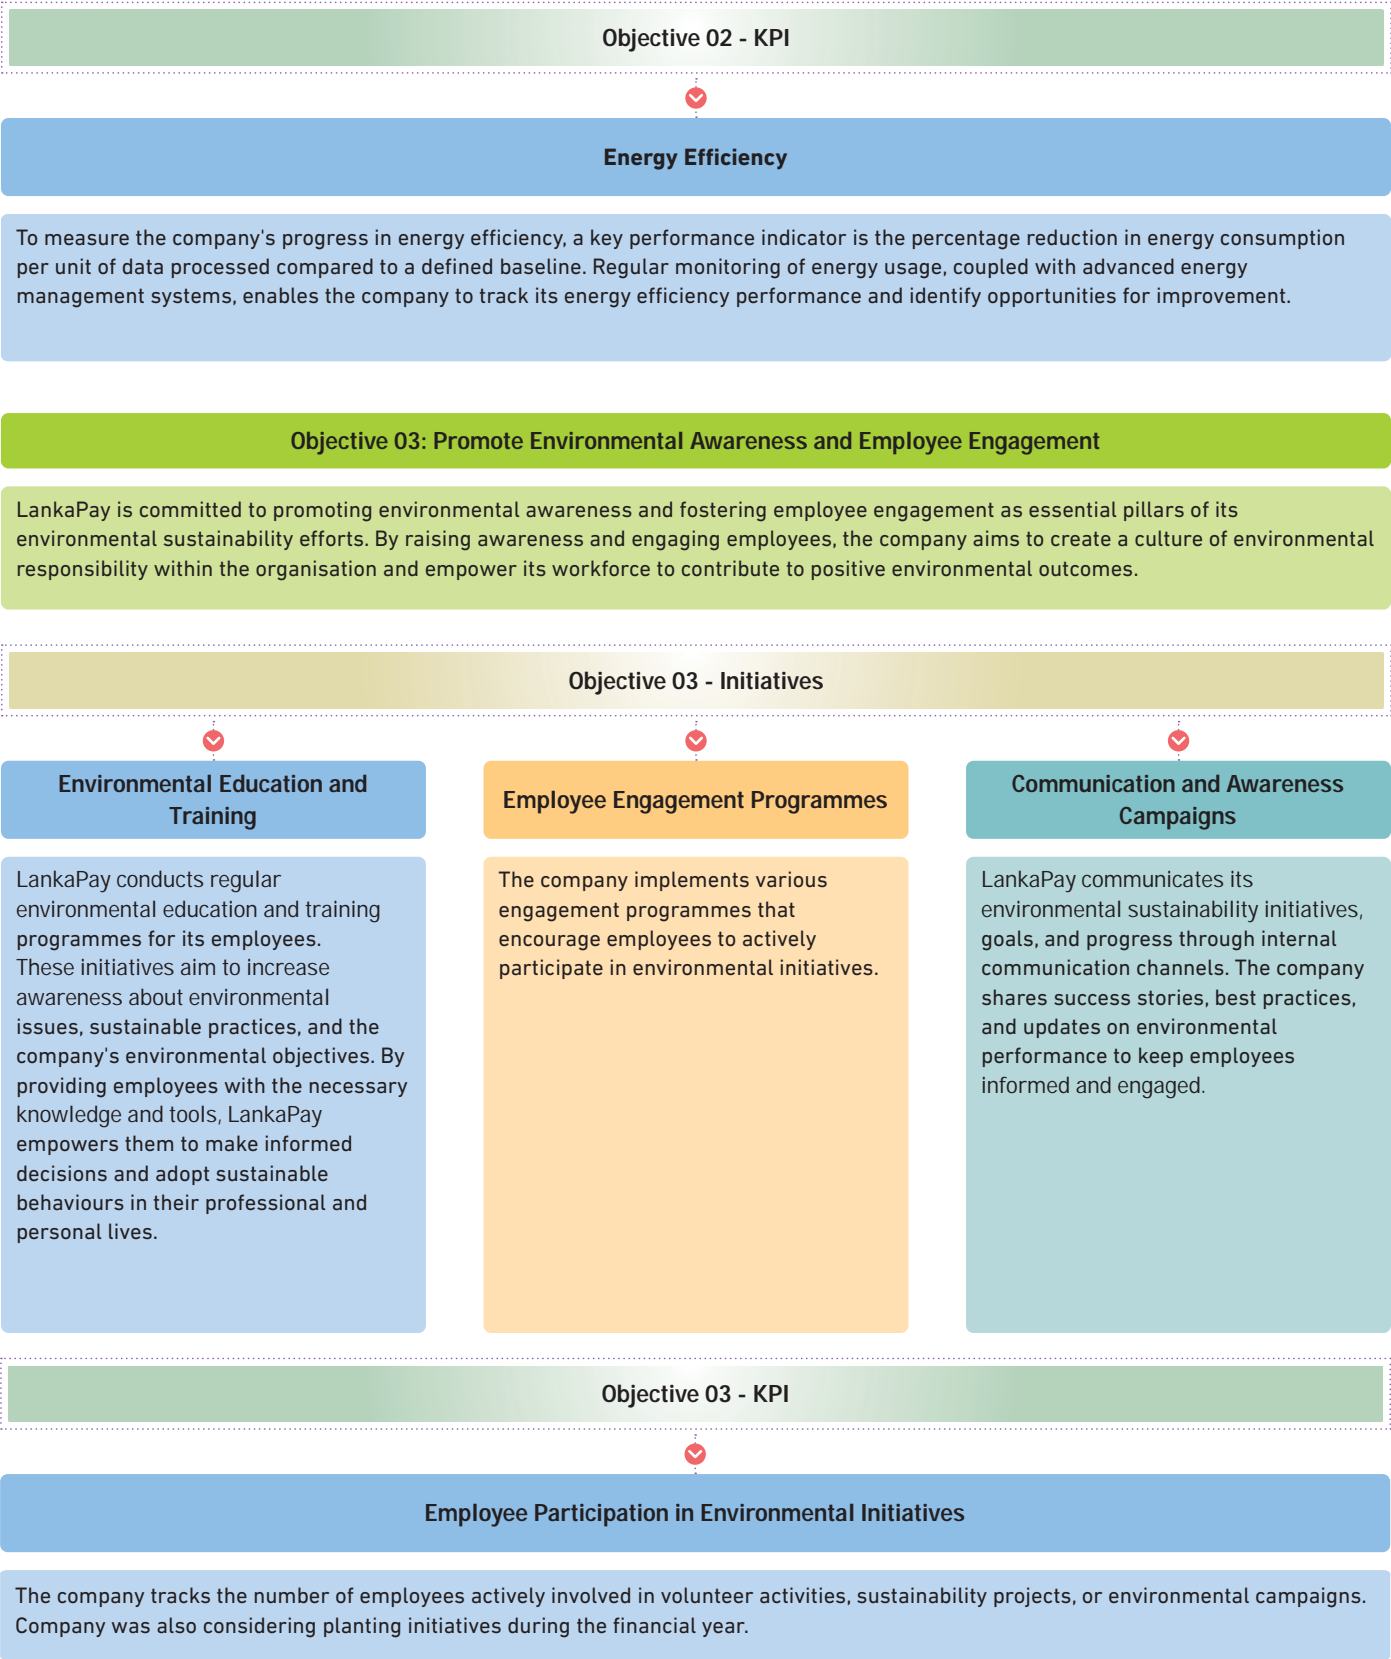 Objective 02 - KPI
Energy Efficiency
To measure the company's progress in energy efficiency, a key performance indicator is the percentage reduction in energy consumption
per unit of data processed compared to a defined baseline. Regular monitoring of energy usage, coupled with advanced energy
management systems, enables the company to track its energy efficiency performance and identify opportunities for improvement.
Objective 03: Promote Environmental Awareness and Employee Engagement
LankaPay is committed to promoting environmental awareness and fostering employee engagement as essential pillars of its
environmental sustainability efforts. By raising awareness and engaging employees, the company aims to create a culture of environmental
responsibility within the organisation and empower its workforce to contribute to positive environmental outcomes.
Objective 03 - Initiatives
Environmental Education and
Training
LankaPay conducts regular
environmental education and training
programmes for its employees.
These initiatives aim to increase
awareness about environmental
issues, sustainable practices, and the
company's environmental objectives. By
providing employees with the necessary
knowledge and tools, LankaPay
empowers them to make informed
decisions and adopt sustainable
behaviours in their professional and
personal lives.
Employee Engagement Programmes
The company implements various
engagement programmes that
encourage employees to actively
participate in environmental initiatives.
Communication and Awareness
Campaigns
LankaPay communicates its
environmental sustainability initiatives,
goals, and progress through internal
communication channels. The company
shares success stories, best practices,
and updates on environmental
performance to keep employees
informed and engaged.
Objective 03 - KPI
Employee Participation in Environmental Initiatives
The company tracks the number of employees actively involved in volunteer activities, sustainability projects, or environmental campaigns.
Company was also considering planting initiatives during the financial year.